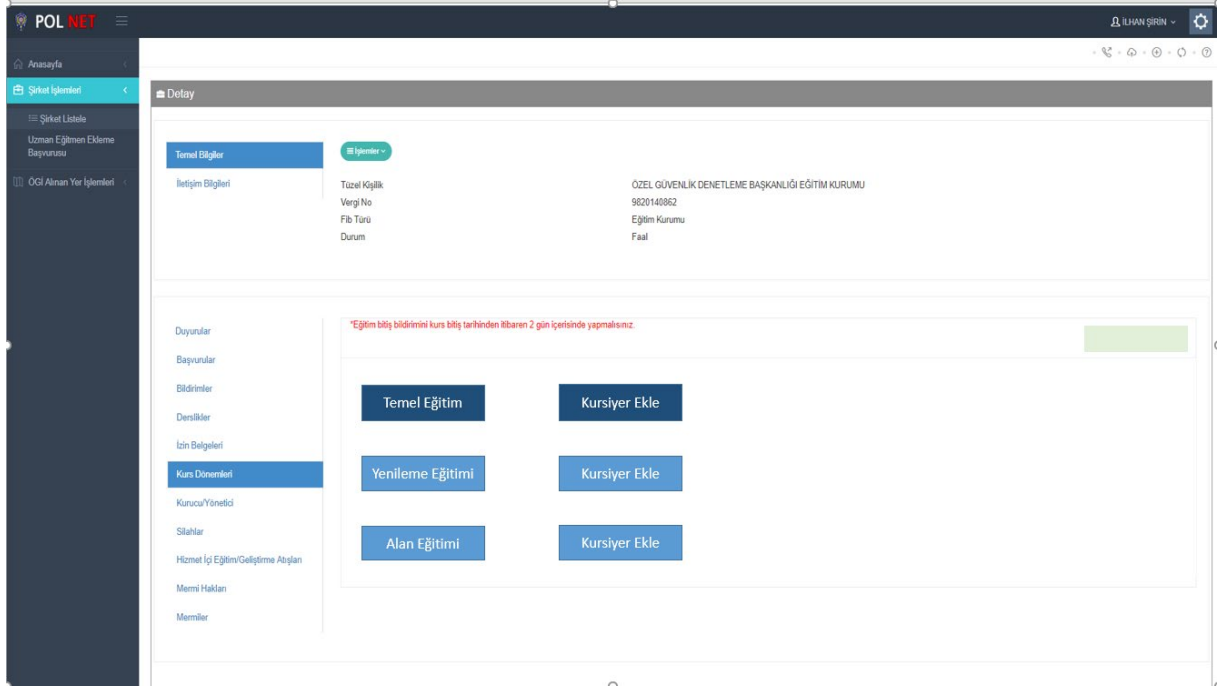 POL NET
İLHAN ŞİRİN
Anasayfa
Şirket İşlemleri
Şirket Listele
Uzman Eğitmen Ekleme
Başvurusu
ÖGİ Alınan Yer İşlemleri
Detay
Temel Bilgiler
İletişim Bilgileri
İşlemler
Tüzel Kişilik
ÖZEL GÜVENLİK DENETLEME BAŞKANLIĞI EĞİTİM KURUMU
Vergi No
9820140862
Fib Türü
Eğitim Kurumu
Durum
Faal
Duyurular
Başvurular
Bildirimler
Derslikler
İzin Belgeleri
Kurs Dönemleri
Kurucu/Yönetici
Silahlar
Hizmet İçi Eğitim/Geliştirme Atışları
Mermi Hakları
Mermiler
*Eğitim bitiş bildirimini kurs bitiş tarihinden itibaren 2 gün içerisinde yapmalısınız.
Temel Eğitim
Kursiyer Ekle
Yenileme Eğitimi
Kursiyer Ekle
Alan Eğitimi
Kursiyer Ekle